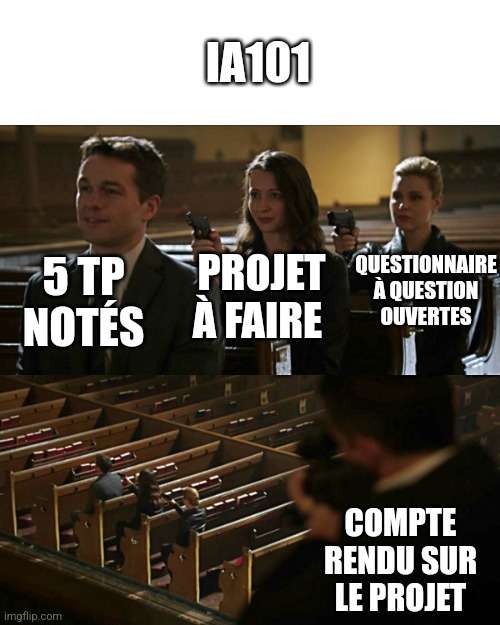 IA101
5 TP
NOTÉS
PROJET
À FAIRE
QUESTIONNAIRE
À QUESTION
OUVERTES
COMPTE
RENDU SUR
LE PROJET
imgflip.com